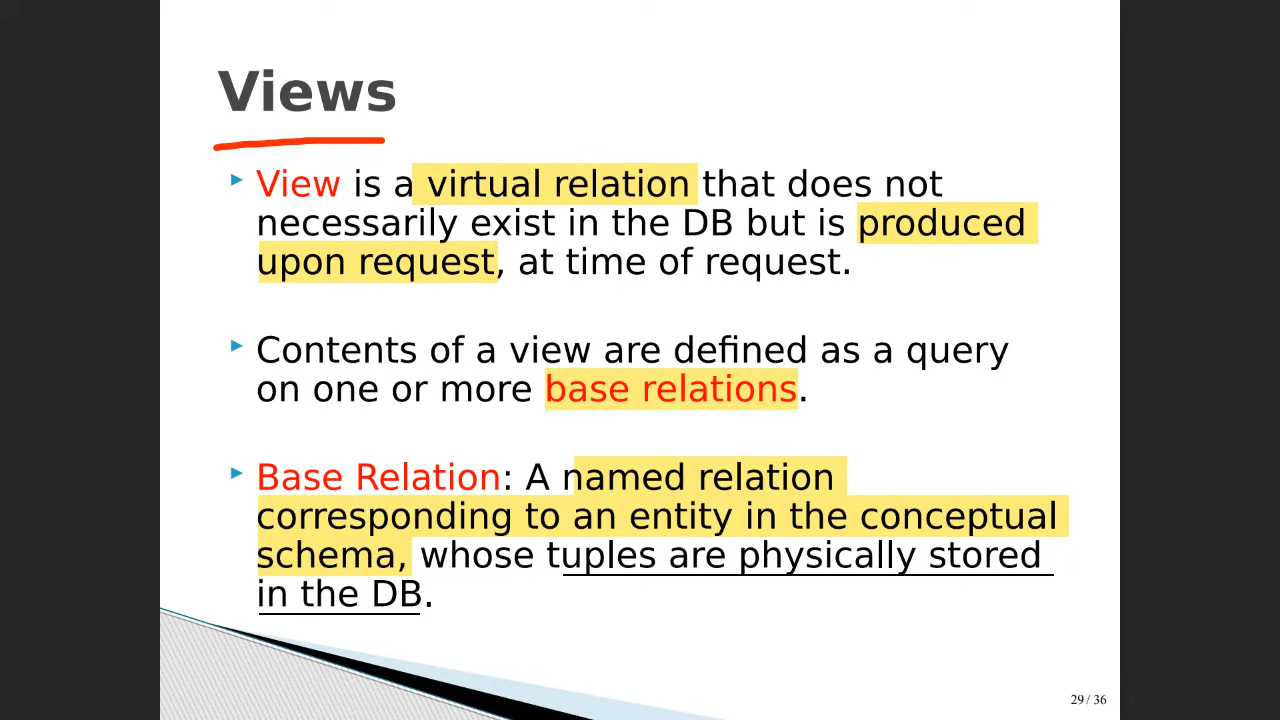 Views
View is a virtual relation that does not
necessarily exist in the DB but is produced
upon request, at time of request.
Contents of a view are defined as a query
on one or more base relations.
Base Relation: A named relation
corresponding to an entity in the conceptual
schema, whose tuples are physically stored
in the DB.
29 / 36